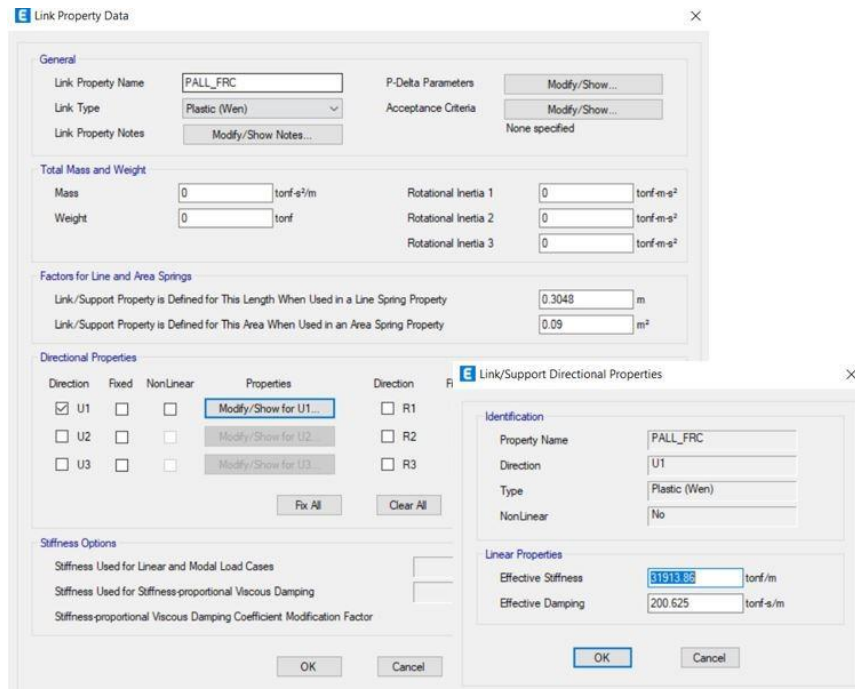 E Link Property Data
General
Link Property Name PALL_FRC P-Delta Parameters Modify/Show...
Link Type Plastic (Wen) Acceptance Criteria Modify/Show...
Link Property Notes Modify/Show Notes... None specified
Total Mass and Weight
Mass 0 tonf-s²/m Rotational Inertia 1 0 tonf-m-s²
Weight 0 tonf Rotational Inertia 2 0 tonf-m-s²
Rotational Inertia 3 0 tonf-m-s²
Factors for Line and Area Springs
Link/Support Property is Defined for This Length When Used in a Line Spring Property 0.3048 m
Link/Support Property is Defined for This Area When Used in an Area Spring Property 0.09 m²
Directional Properties
Direction Fixed NonLinear Properties Direction
U1 Modify/Show for U1... R1
U2 Modify/Show for U2... R2
U3 Modify/Show for U3... R3
Fix All Clear All
Stiffness Options
Stiffness Used for Linear and Modal Load Cases
Stiffness Used for Stiffness-proportional Viscous Damping
Stiffness-proportional Viscous Damping Coefficient Modification Factor
OK Cancel
E Link/Support Directional Properties
Identification
Property Name PALL_FRC
Direction U1
Type Plastic (Wen)
NonLinear No
Linear Properties
Effective Stiffness 31913.86 tonf/m
Effective Damping 200.625 tonf-s/m
OK Cancel